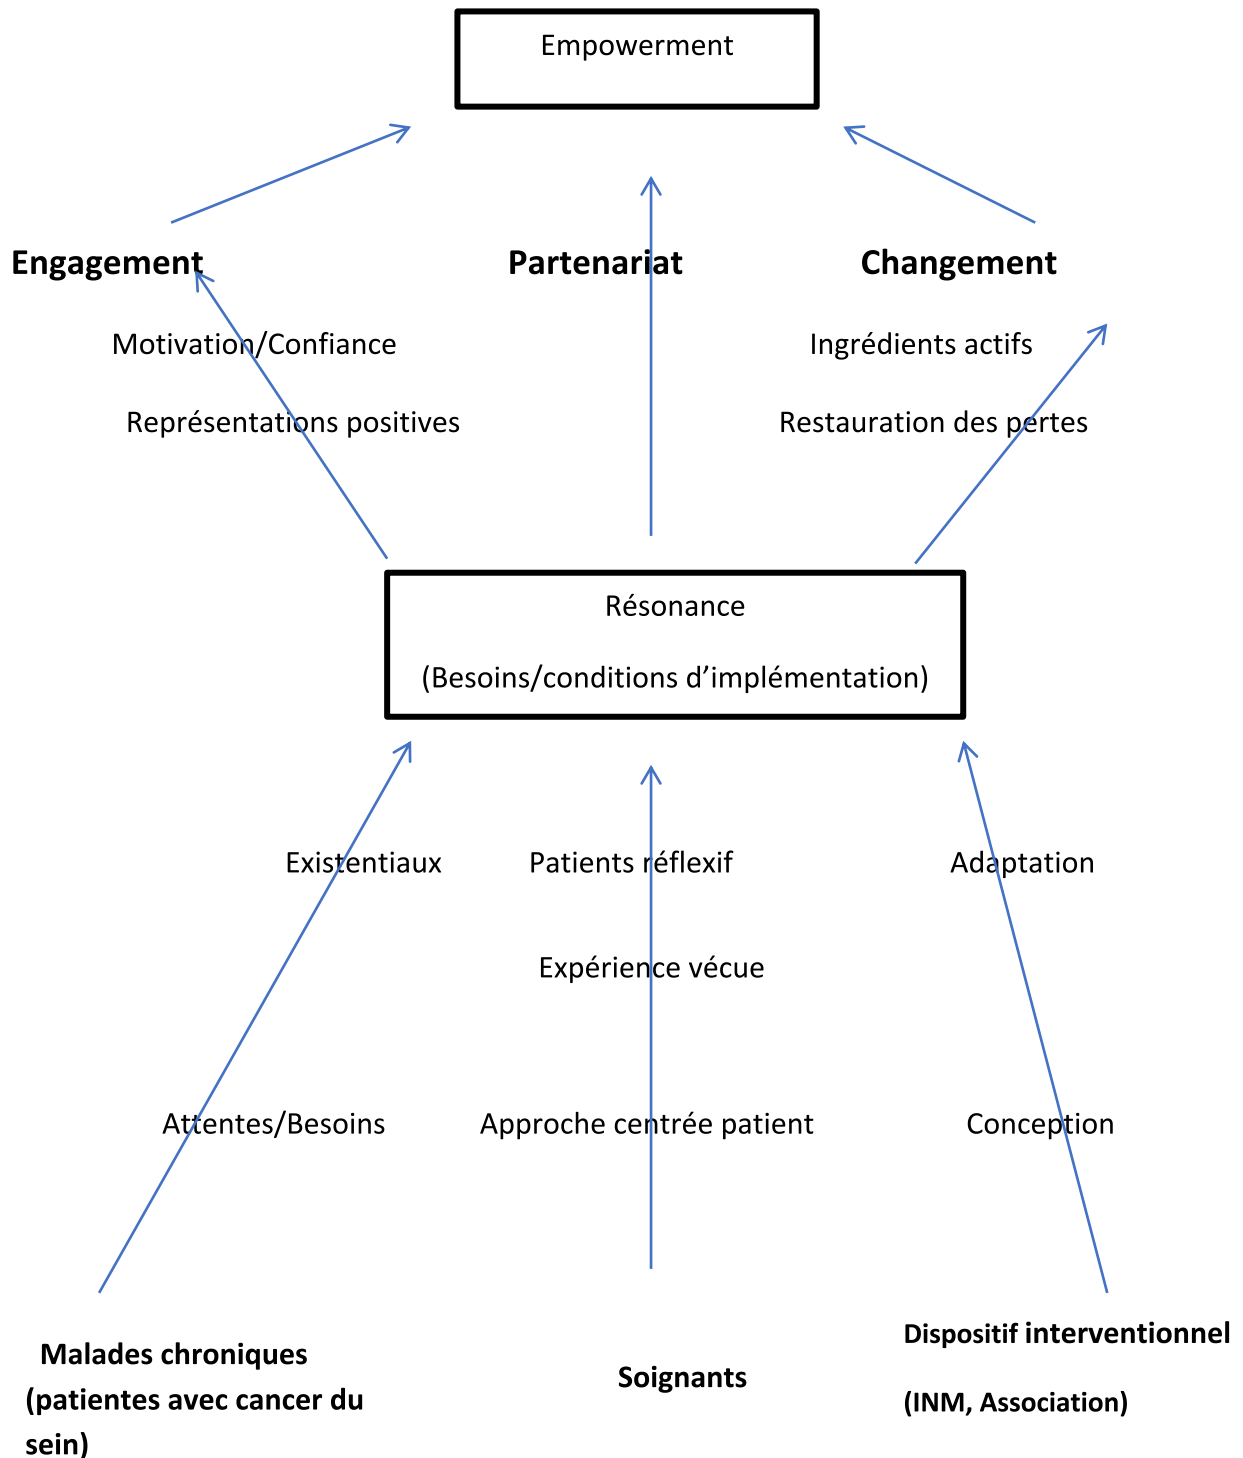 Empowerment
Engagement
Partenariat
Changement
Motivation/Confiance
Ingrédients actifs
Représentations positives
Restauration des pertes
Résonance
(Besoins/conditions d’implémentation)
Existentiaux
Patients réflexif
Adaptation
Expérience vécue
Attentes/Besoins
Approche centrée patient
Conception
Malades chroniques
(patientes avec cancer du
sein)
Soignants
Dispositif interventionnel
(INM, Association)